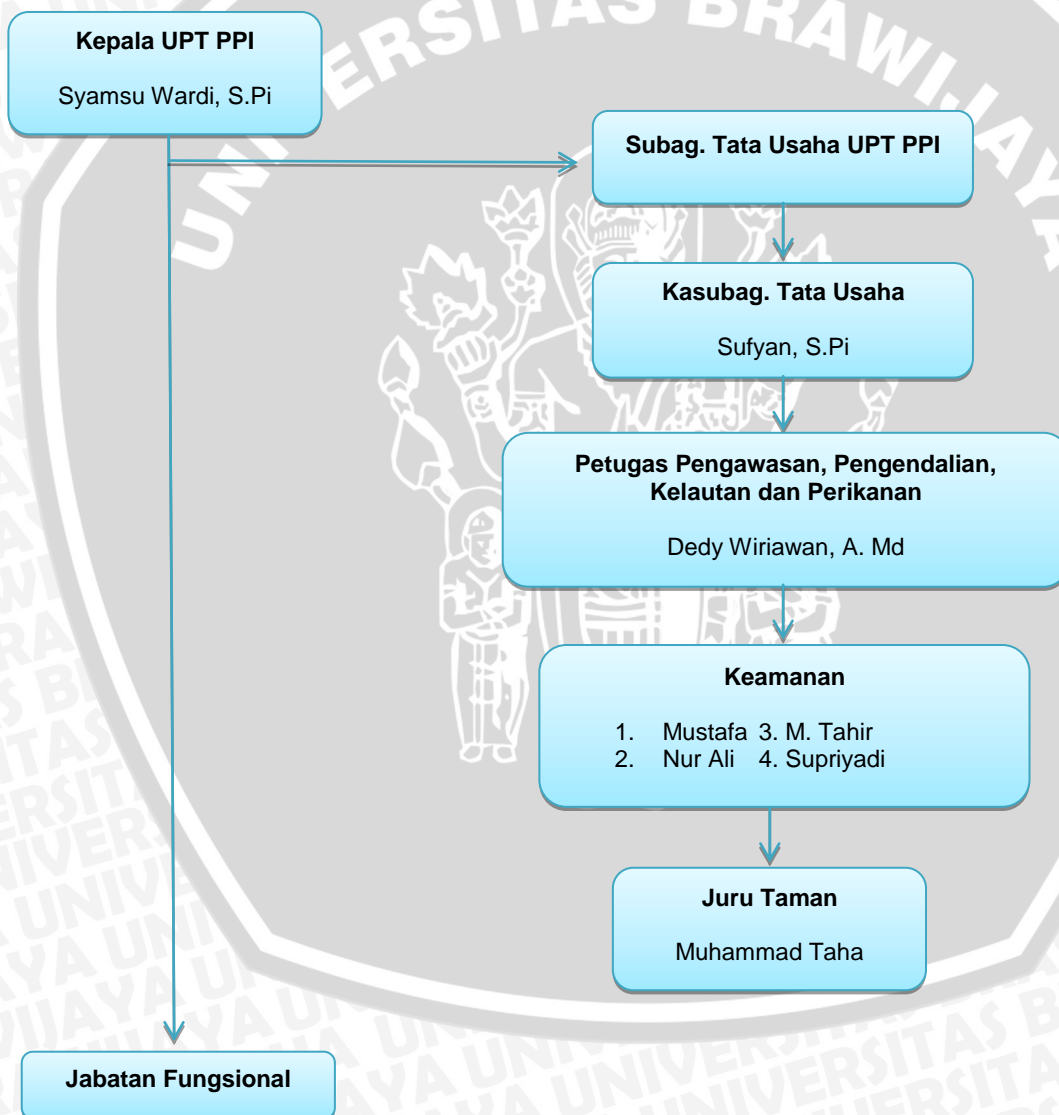 UNIVERSITAS BRAWIJAYA
Kepala UPT PPI
Syamsu Wardi, S.Pi
Subag. Tata Usaha UPT PPI
Kasubag. Tata Usaha
Sufyan, S.Pi
Petugas Pengawasan, Pengendalian,
Kelautan dan Perikanan
Dedy Wiriawan, A. Md
Keamanan
1. Mustafa 3. M. Tahir
2. Nur Ali 4. Supriyadi
Juru Taman
Muhammad Taha
Jabatan Fungsional